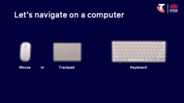 Let's navigate on a computer
Mouse or Trackpad Keyboard